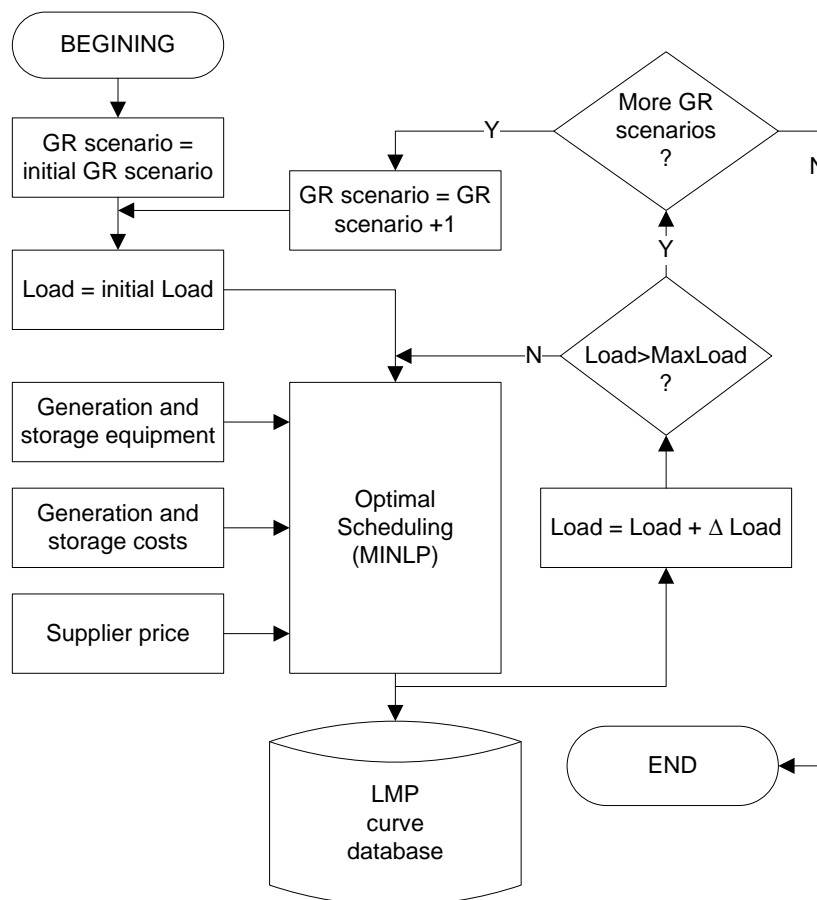 BEGINING
GR scenario =
initial GR scenario
Load = initial Load
GR scenario = GR
scenario +1
Y
More GR
scenarios
?
N
Y
Load>MaxLoad
?
N
Generation and
storage equipment
Generation and
storage costs
Supplier price
Optimal
Scheduling
(MINLP)
Load = Load + Δ Load
LMP
curve
database
END